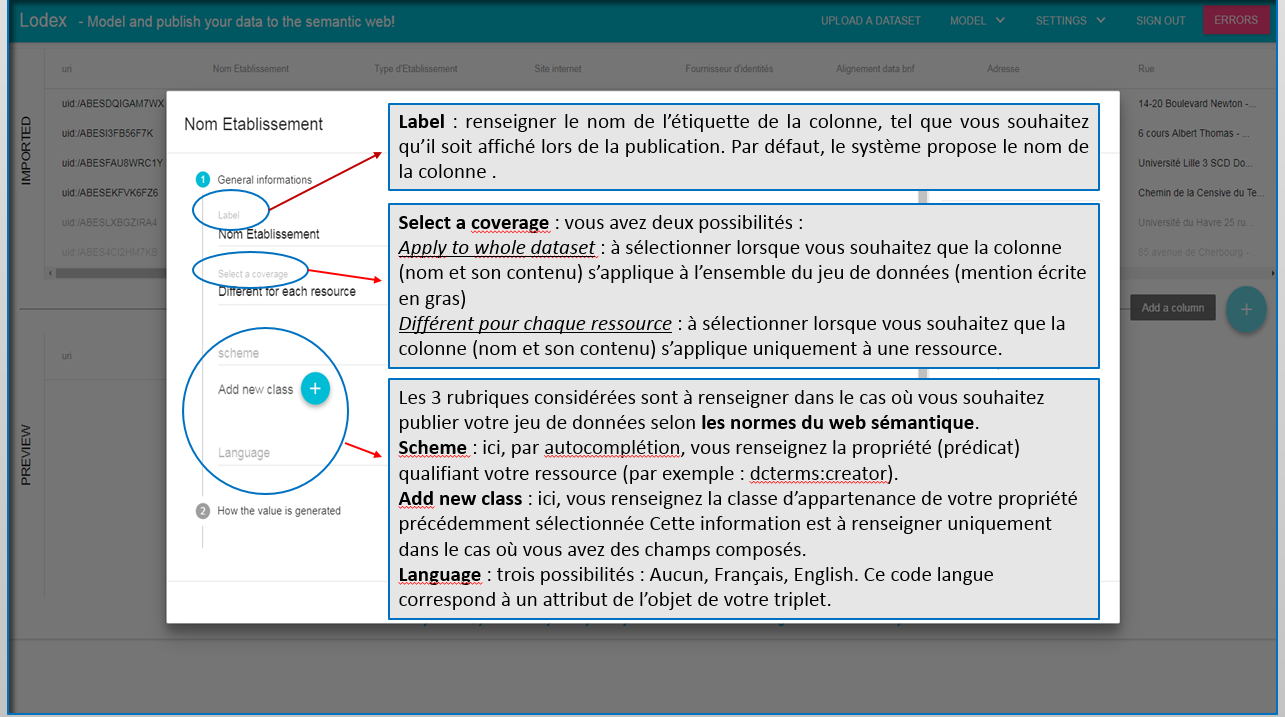 Lodex - Model and publish your data to the semantic web!
UPLOAD A DATASET MODEL SETTINGS SIGN OUT ERRORS
uri Nom Etablissement Type d'Etablissement Site internet Fournisseur d'identités Alignement data bnf Adresse Rue
IMPORTED
uid:/ABESDQIGAM7WX 14-20 Boulevard Newton -...
uid:/ABESI3FB56F7K 6 cours Albert Thomas - ...
uid:/ABESFAU8WRC1Y Université Lille 3 SCD Do...
uid:/ABESEKFVK6FZ6 Chemin de la Censive du Te...
uid:/ABESLXBGZIRA4 Université du Havre 25 ru...
uid:/ABES4CI2HM7KB 85 avenue de Cherbourg -...
Add a column
+
PREVIEW
uri
Nom Etablissement
1 General informations
Label
Nom Etablissement
Select a coverage
Different for each resource
scheme
Add new class +
Language
2 How the value is generated
Label : renseigner le nom de l’étiquette de la colonne, tel que vous souhaitez
qu’il soit affiché lors de la publication. Par défaut, le système propose le nom de
la colonne .
Select a coverage : vous avez deux possibilités :
Apply to whole dataset : à sélectionner lorsque vous souhaitez que la colonne
(nom et son contenu) s’applique à l’ensemble du jeu de données (mention écrite
en gras)
Différent pour chaque ressource : à sélectionner lorsque vous souhaitez que la
colonne (nom et son contenu) s’applique uniquement à une ressource.
Les 3 rubriques considérées sont à renseigner dans le cas où vous souhaitez
publier votre jeu de données selon les normes du web sémantique.
Scheme : ici, par autocomplétion, vous renseignez la propriété (prédicat)
qualifiant votre ressource (par exemple : dcterms:creator).
Add new class : ici, vous renseignez la classe d’appartenance de votre propriété
précédemment sélectionnée Cette information est à renseigner uniquement
dans le cas où vous avez des champs composés.
Language : trois possibilités : Aucun, Français, English. Ce code langue
correspond à un attribut de l’objet de votre triplet.